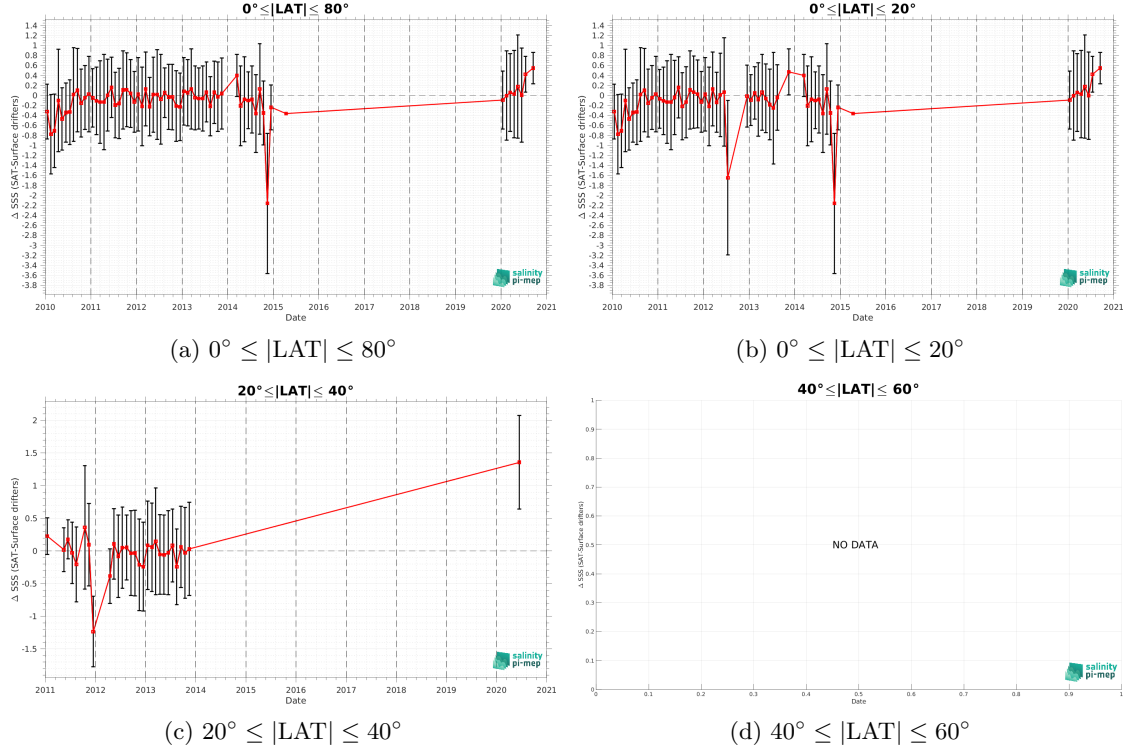 0°≤|LAT|≤ 80°
Δ SSS (SAT-Surface drifters)
1.4
1.2
1
0.8
0.6
0.4
0.2
0
-0.2
-0.4
-0.6
-0.8
-1
-1.2
-1.4
-1.6
-1.8
-2
-2.2
-2.4
-2.6
-2.8
-3
-3.2
-3.4
-3.6
-3.8
2010 2011 2012 2013 2014 2015 2016 2017 2018 2019 2020 2021
Date
salinity
pi-mep
(a) 0° ≤ |LAT| ≤ 80°
0°≤|LAT|≤ 20°
Δ SSS (SAT-Surface drifters)
1.4
1.2
1
0.8
0.6
0.4
0.2
0
-0.2
-0.4
-0.6
-0.8
-1
-1.2
-1.4
-1.6
-1.8
-2
-2.2
-2.4
-2.6
-2.8
-3
-3.2
-3.4
-3.6
-3.8
2010 2011 2012 2013 2014 2015 2016 2017 2018 2019 2020 2021
Date
salinity
pi-mep
(b) 0° ≤ |LAT| ≤ 20°
20°≤|LAT|≤ 40°
Δ SSS (SAT-Surface drifters)
2
1.5
1
0.5
0
-0.5
-1
-1.5
2011 2012 2013 2014 2015 2016 2017 2018 2019 2020 2021
Date
salinity
pi-mep
(c) 20° ≤ |LAT| ≤ 40°
40°≤|LAT|≤ 60°
Δ SSS (SAT-Surface drifters)
1
0.9
0.8
0.7
0.6
0.5
0.4
0.3
0.2
0.1
0
NO DATA
0 0.1 0.2 0.3 0.4 0.5 0.6 0.7 0.8 0.9 1
Date
salinity
pi-mep
(d) 40° ≤ |LAT| ≤ 60°